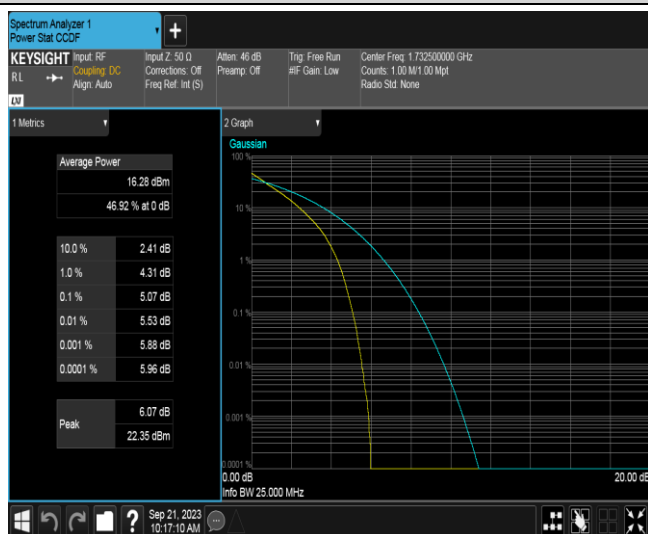 Spectrum Analyzer 1
Power Stat CCDF
+
KEYSIGHT
RL
LXI
Input: RF
Coupling: DC
Align: Auto
Input Z: 50 Ω
Corrections: Off
Freq Ref: Int (S)
Atten: 46 dB
Preamp: Off
Trig: Free Run
#IF Gain: Low
Center Freq: 1.732500000 GHz
Counts: 1.00 M/1.00 Mpt
Radio Std: None
1 Metrics
Average Power
16.28 dBm
46.92 % at 0 dB
10.0 % 2.41 dB
1.0 % 4.31 dB
0.1 % 5.07 dB
0.01 % 5.53 dB
0.001 % 5.88 dB
0.0001 % 5.96 dB
Peak
6.07 dB
22.35 dBm
2 Graph
Gaussian
100 %
10 %
1 %
0.1 %
0.01 %
0.001 %
0.0001 %
0.00 dB 20.00 dB
Info BW 25.000 MHz
?
Sep 21, 2023
10:17:10 AM